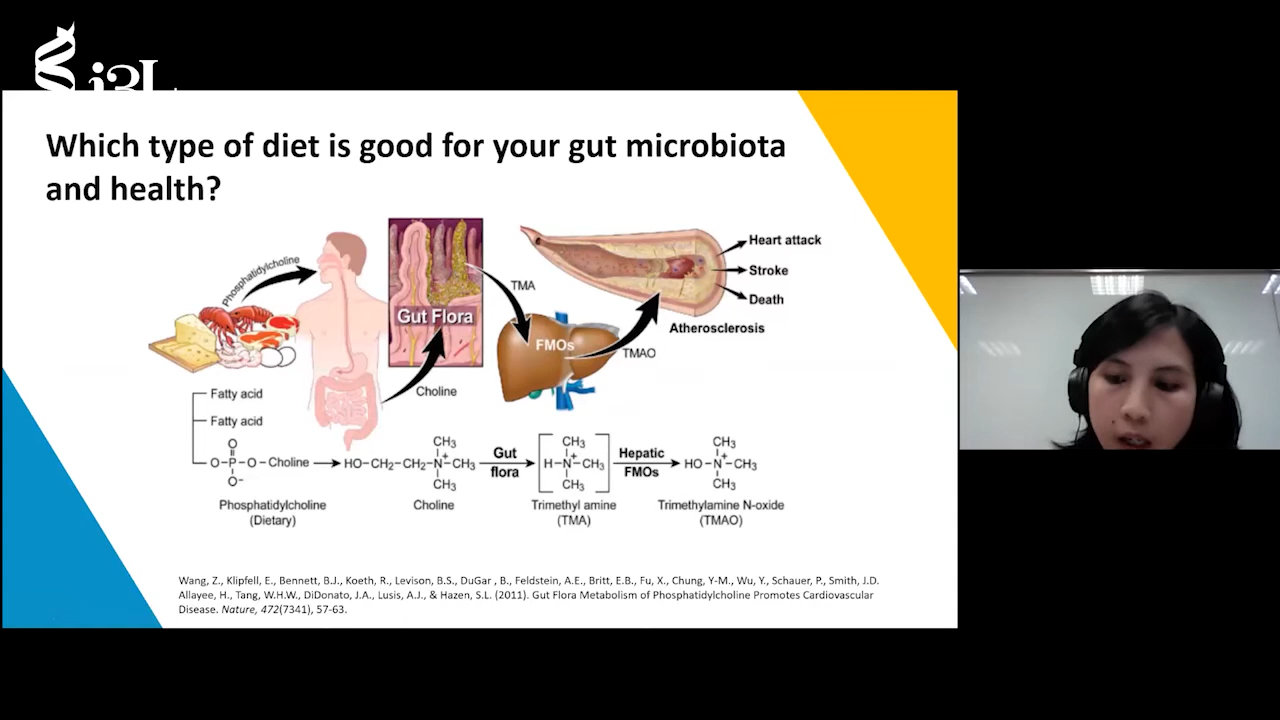 i3L
Which type of diet is good for your gut microbiota
and health?
Phosphatidylcholine
Gut Flora
TMA
FMOs
TMAO
Choline
Heart attack
Stroke
Death
Atherosclerosis
Fatty acid
Fatty acid
O
O–P–O–Choline
O-
Phosphatidylcholine
(Dietary)
CH3
HO–CH2–CH2–N+–CH3
CH3
Choline
Gut
flora
CH3
H–N+–CH3
CH3
Trimethyl amine
(TMA)
Hepatic
FMOs
CH3
HO–N+–CH3
CH3
Trimethylamine N-oxide
(TMAO)
Wang, Z., Klipfell, E., Bennett, B.J., Koeth, R., Levison, B.S., DuGar , B., Feldstein, A.E., Britt, E.B., Fu, X., Chung, Y-M., Wu, Y., Schauer, P., Smith, J.D.
Allayee, H., Tang, W.H.W., DiDonato, J.A., Lusis, A.J., & Hazen, S.L. (2011). Gut Flora Metabolism of Phosphatidylcholine Promotes Cardiovascular
Disease. Nature, 472(7341), 57-63.